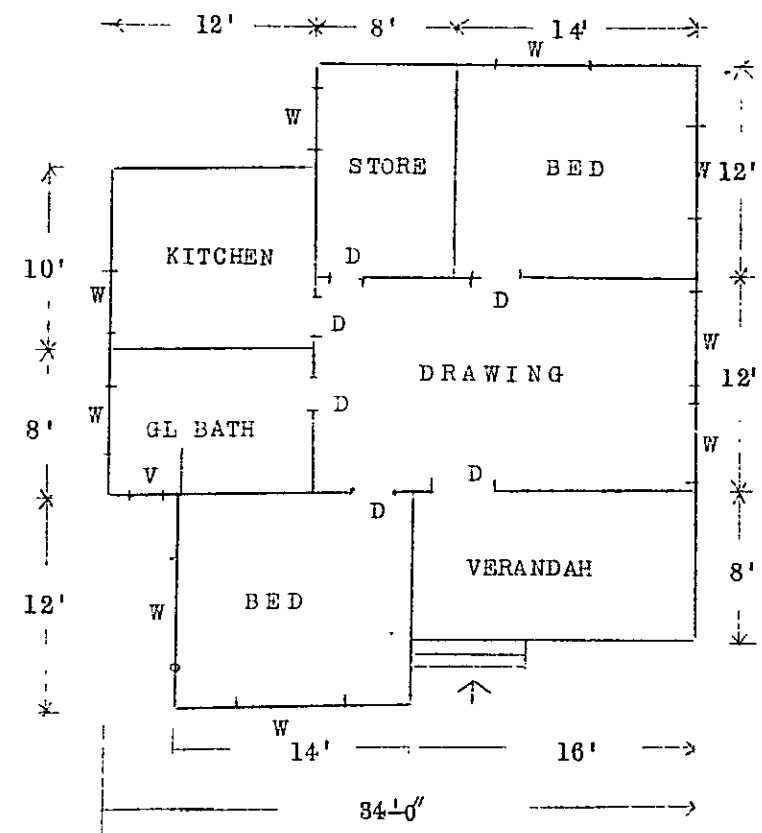 12' 8' 14'
W
W
STORE BED W 12'
KITCHEN
10' D
W D
D
W
DRAWING 12'
W D
8' GL BATH W
V D
D
VERANDAH 8'
12' W BED
W
14' 16'
34'-0"